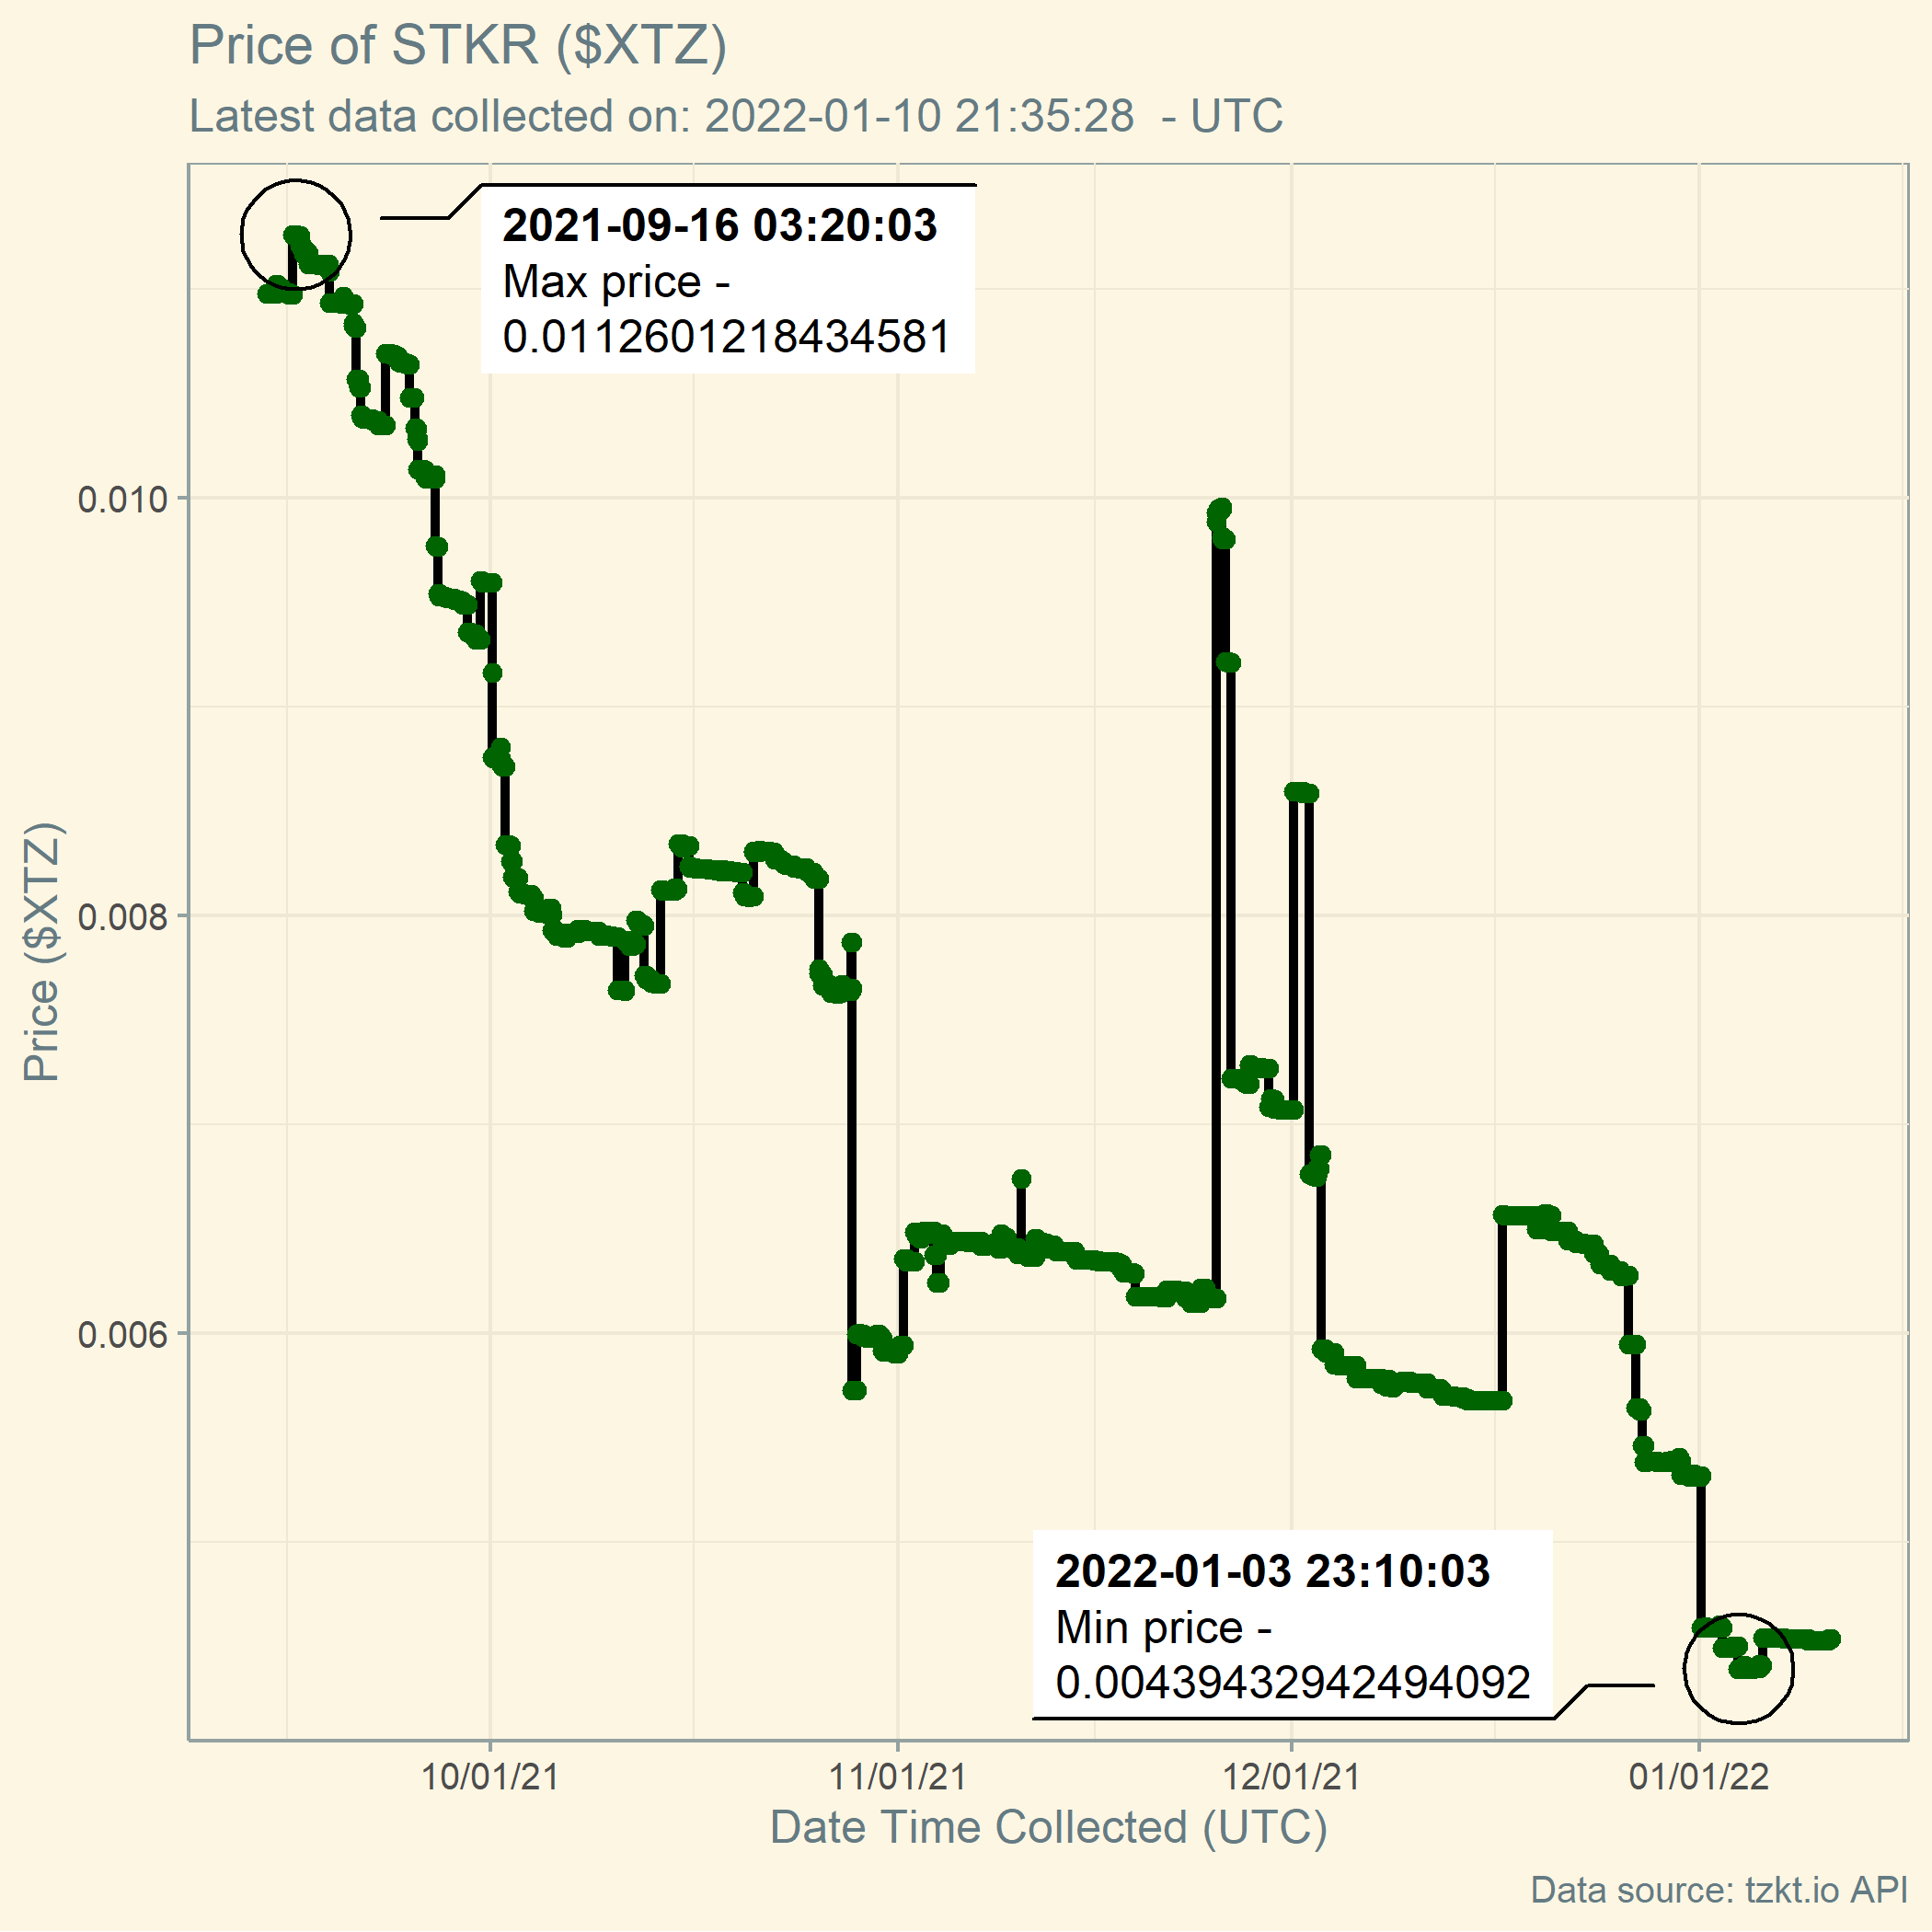 Price of STKR ($XTZ)
Latest data collected on: 2022-01-10 21:35:28  - UTC
2021-09-16 03:20:03
Max price -
0.0112601218434581
0.010
0.008
0.006
Price ($XTZ)
2022-01-03 23:10:03
Min price -
0.00439432942494092
10/01/21
11/01/21
12/01/21
01/01/22
Date Time Collected (UTC)
Data source: tzkt.io API